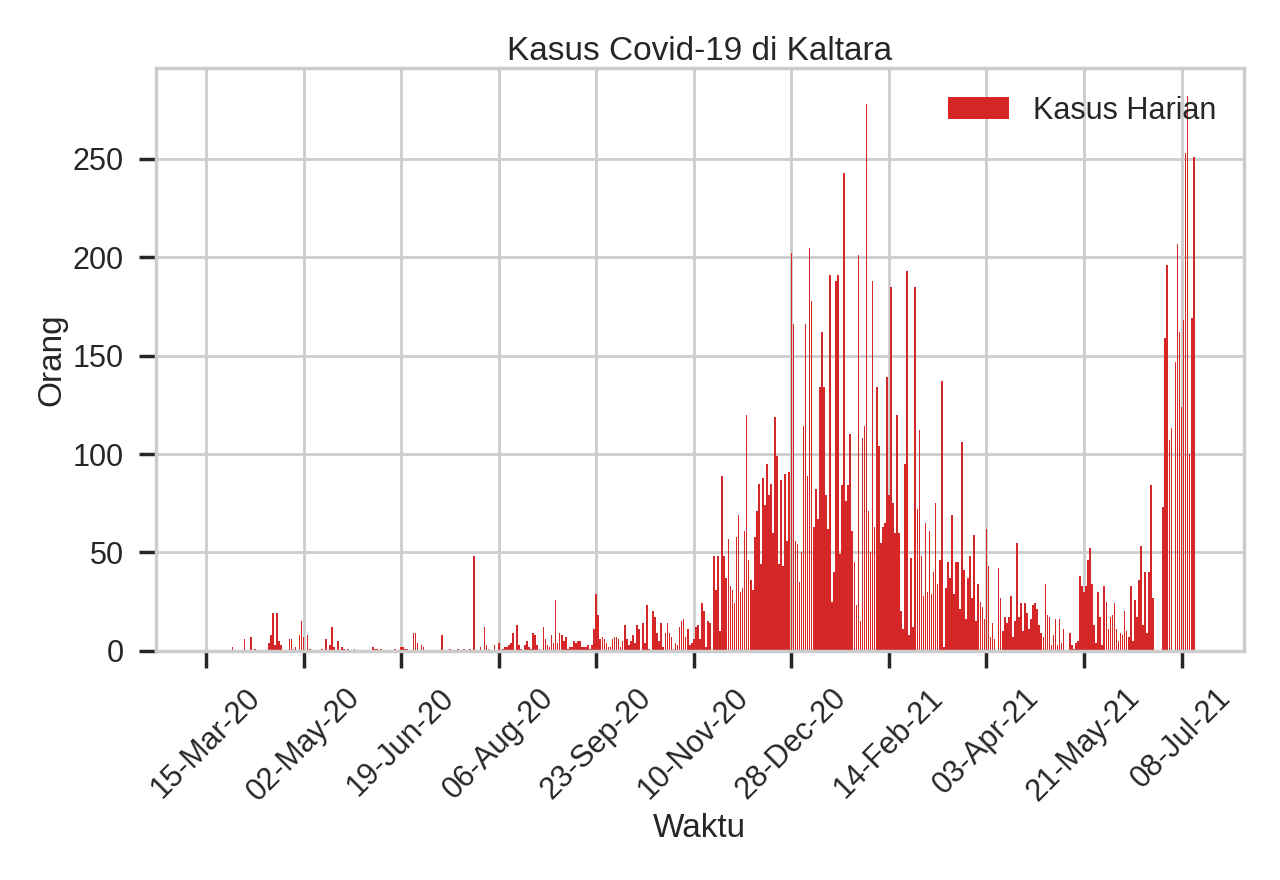 Kasus Covid-19 di Kaltara
Kasus Harian
Orang
250
200
150
100
50
0
15-Mar-20
02-May-20
19-Jun-20
06-Aug-20
23-Sep-20
10-Nov-20
28-Dec-20
14-Feb-21
03-Apr-21
21-May-21
08-Jul-21
Waktu